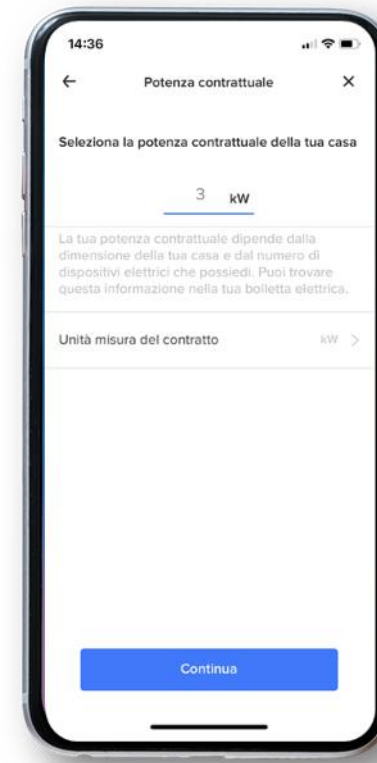 14:36
Potenza contrattuale
Seleziona la potenza contrattuale della tua casa
3 kW
La tua potenza contrattuale dipende dalla
dimensione della tua casa e dal numero di
dispositivi elettrici che possiedi. Puoi trovare
questa informazione nella tua bolletta elettrica.
Unità misura del contratto kW
Continua